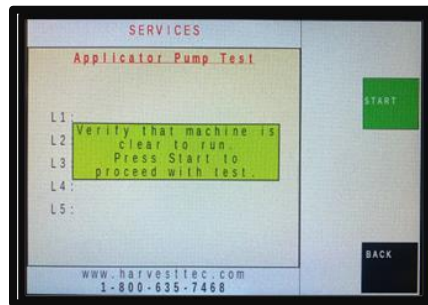 SERVICES
Applicator Pump Test
START
L1:
Verify that machine is
clear to run.
L2
L3
Press Start to
proceed with test.
L4:
L5:
BACK
www.harvesttec.com
1-800-635-7468